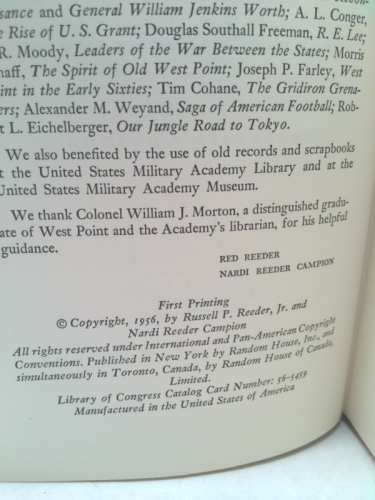 sance and General William Jenkins Worth; A. L. Conger,
e Rise of U. S. Grant; Douglas Southall Freeman, R. E. Lee;
R. Moody, Leaders of the War Between the States; Morris
haff, The Spirit of Old West Point; Joseph P. Farley, West
int in the Early Sixties; Tim Cohane, The Gridiron Grena-
ers; Alexander M. Weyand, Saga of American Football; Rob-
t L. Eichelberger, Our Jungle Road to Tokyo.
We also benefited by the use of old records and scrapbooks
t the United States Military Academy Library and at the
United States Military Academy Museum.
We thank Colonel William J. Morton, a distinguished gradu-
ate of West Point and the Academy's librarian, for his helpful
guidance.
RED REEDER
NARDI REEDER CAMPION
First Printing
© Copyright, 1956, by Russell P. Reeder, Jr. and
Nardi Reeder Campion
All rights reserved under International and Pan-American Copyright
Conventions. Published in New York by Random House, Inc., and
simultaneously in Toronto, Canada, by Random House of Canada,
Limited.
Library of Congress Catalog Card Number: 56-5459
Manufactured in the United States of America